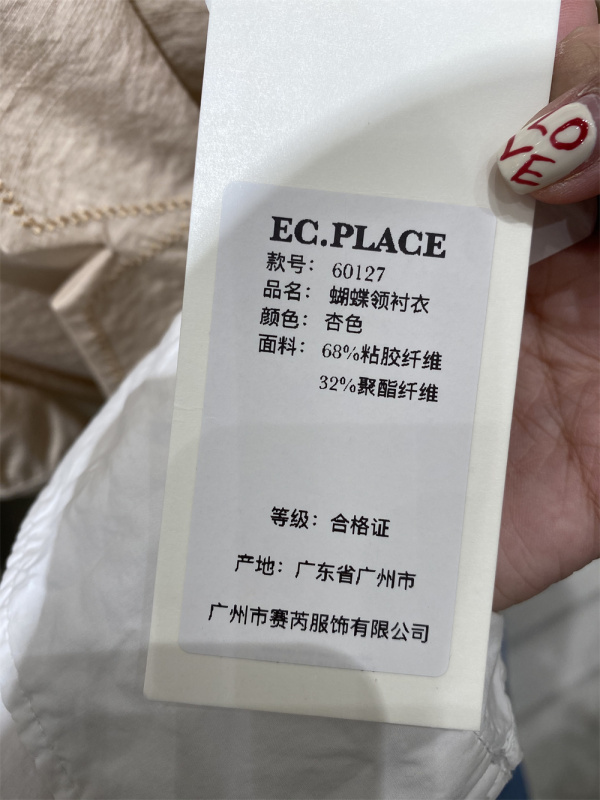 LO
VE
EC.PLACE
款号： 60127
品名： 蝴蝶领衬衣
颜色： 杏色
面料： 68%粘胶纤维
32%聚酯纤维
等级：合格证
产地：广东省广州市
广州市赛芮服饰有限公司